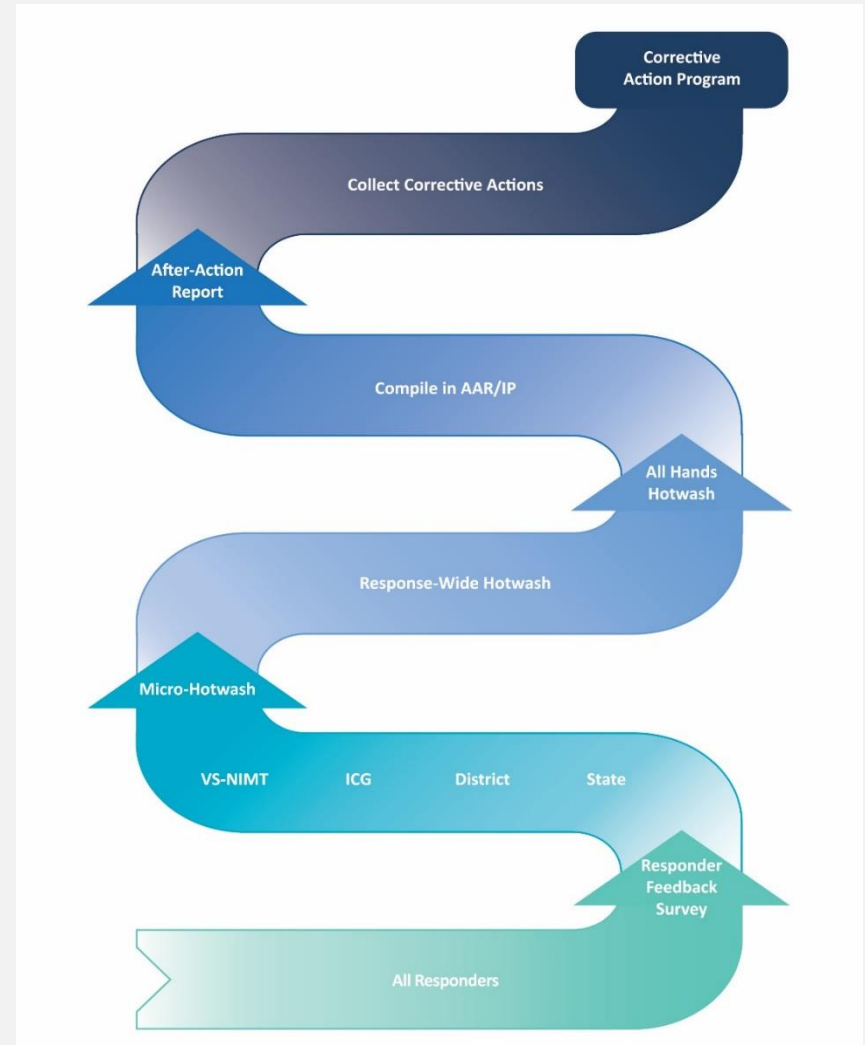 Corrective
Action Program
Collect Corrective Actions
After-Action
Report
Compile in AAR/IP
All Hands
Hotwash
Response-Wide Hotwash
Micro-Hotwash
VS-NIMT ICG District State
Responder
Feedback
Survey
All Responders